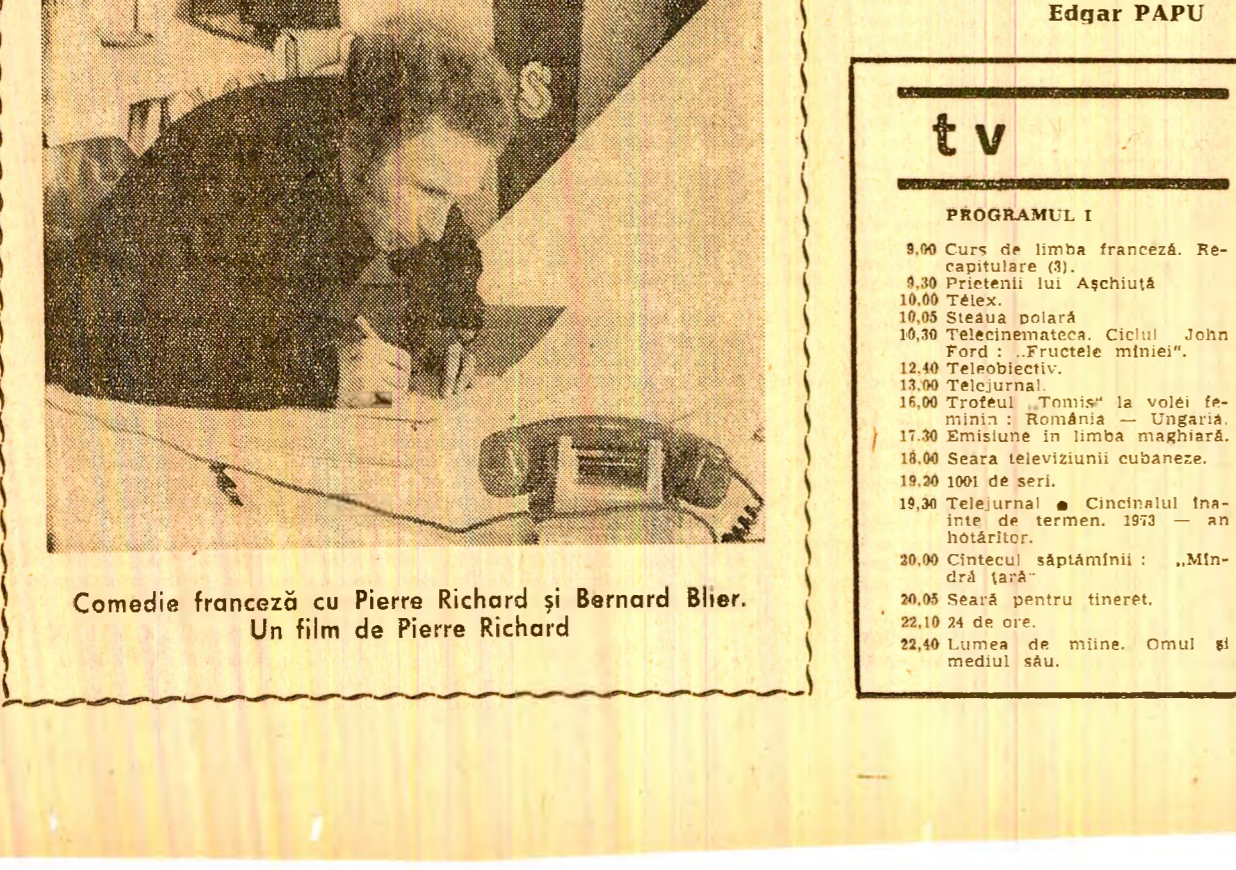 S
Comedie franceză cu Pierre Richard și Bernard Blier.
Un film de Pierre Richard
Edgar PAPU
tv
PROGRAMUL I
9,00 Curs de limba franceză. Re-
capitulare (3).
9,30 Prietenii lui Așchiuță
10,00 Telex.
10,05 Steaua polară
10,30 Telecinemateca. Ciclul John
Ford : „Fructele mîniei".
12,40 Teleobiectiv.
13,00 Telejurnal.
16,00 Trofeul „Tomis" la volei fe-
minin : România — Ungaria.
17,30 Emisiune în limba maghiară.
18,00 Seara televiziunii cubaneze.
19,20 1001 de seri.
19,30 Telejurnal ● Cincinalul îna-
inte de termen. 1973 — an
hotărîtor.
20,00 Cîntecul săptămînii : „Mîn-
dră țară"
20,05 Seară pentru tineret.
22,10 24 de ore.
22,40 Lumea de mîine. Omul și
mediul său.